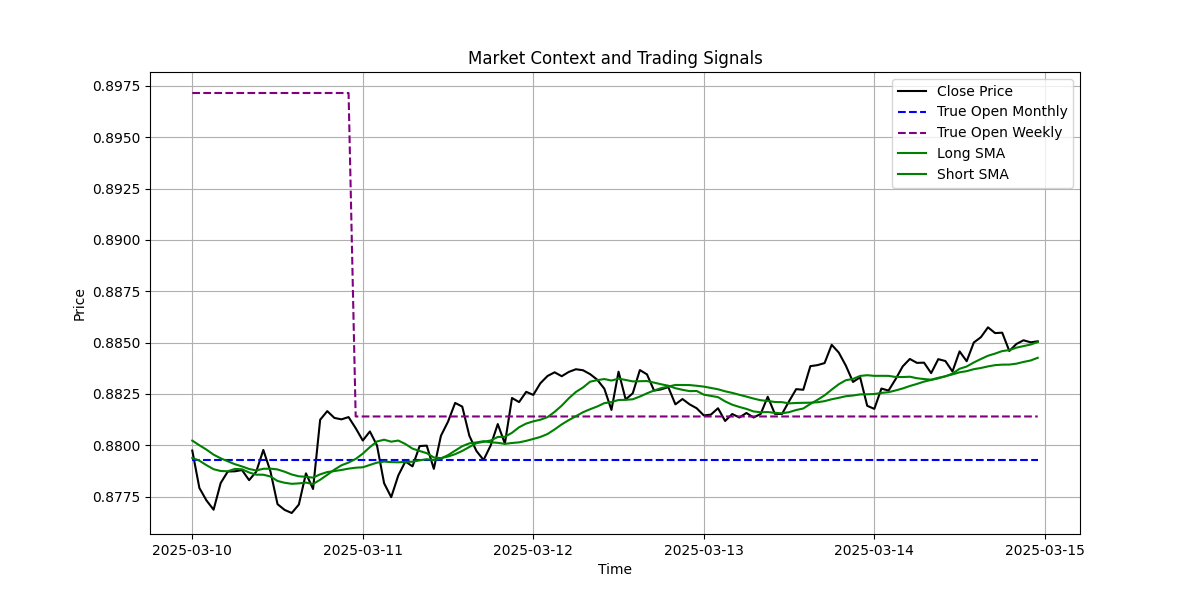 Market Context and Trading Signals
Price
0.8975
0.8950
0.8925
0.8900
0.8875
0.8850
0.8825
0.8800
0.8775
Close Price
True Open Monthly
True Open Weekly
Long SMA
Short SMA
2025-03-10
2025-03-11
2025-03-12
2025-03-13
2025-03-14
2025-03-15
Time